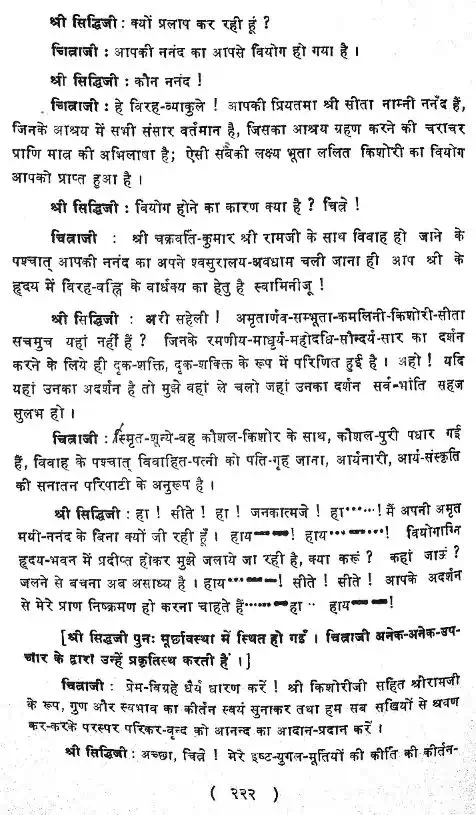 श्री सिद्धिजी : क्यों प्रलाप कर रही हूं ?
चित्राजी : आपकी ननंद का आपसे वियोग हो गया है ।
श्री सिद्धिजी : कौन ननंद !
चित्राजी : हे विरह-व्याकुले ! आपकी प्रियतमा श्री सीता नाम्नी ननँद हैं,
जिनके आश्रय में सभी संसार वर्तमान है, जिसका आश्रय ग्रहण करने की चराचर
प्राणि मात्र की अभिलाषा है; ऐसी सबकी लक्ष्य भूता ललित किशोरी का वियोग
आपको प्राप्त हुआ है ।
श्री सिद्धिजी : वियोग होने का कारण क्या है ? चित्रे !
चित्राजी : श्री चक्रवर्ति-कुमार श्री रामजी के साथ विवाह हो जाने के
पश्चात् आपकी ननंद का अपने श्वसुरालय-अवधाम चली जाना ही आप श्री के
हृदय में विरह-वह्नि के वार्धक्य का हेतु है स्वामिनीजू !
श्री सिद्धिजी : अरी सहेली ! अमृतार्णव-सम्भूता-कमलिनी-किशोरी-सीता
सचमुच यहां नहीं हैं ? जिनके रमणीय-माधुर्य-महोदधि-सौन्दर्य-सार का दर्शन
करने के लिये ही दृक-शक्ति, दृक-शक्ति के रूप में परिणित हुई है । अहो ! यदि
यहां उनका अदर्शन है तो मुझे वहां ले चलो जहां उनका दर्शन सर्व-भांति सहज
सुलभ हो ।
चित्राजी : स्मृित-शून्ये-वह कौशल-किशोर के साथ, कौशल-पुरी पधार गई
हैं, विवाह के पश्चात् विवाहित-पत्नी को पति-गृह जाना, आर्यनारी, आर्य-संस्कृति
की सनातन परिपाटी के अनुरूप है ।
श्री सिद्धिजी : हा ! सीते ! हा ! जनकात्मजे ! हा······! मैं अपनी अमृत
मयी-ननंद के बिना क्यों जी रही हूँ । हाय———! हाय········! वियोगाग्नि
हृदय-भवन में प्रदीप्त होकर मुझे जलाये जा रही है, क्या करूं ? कहां जाऊं ?
जलने से बचना अब असाध्य है । हाय········! सीते ! सीते ! आपके अदर्शन
से मेरे प्राण निष्क्रमण हो करना चाहते हैं········हा ·· हाय———!
[श्री सिद्धजी पुनः मूर्छावस्था में स्थित हो गईं । चित्राजी अनेक-अनेक-उप-
चार के द्वारा उन्हें प्रकृतिस्थ करती हैं ।]
चित्राजी : प्रेम-विग्रहे धैर्य धारण करें ! श्री किशोरीजी सहित श्रीरामजी
के रूप, गुण और स्वभाव का कीर्तन स्वयं सुनाकर तथा हम सब सखियों से श्रवण
कर-करके परस्पर परिकर-वृन्द को आनन्द का आदान-प्रदान करें ।
श्री सिद्धिजी : अच्छा, चित्रे ! मेरे इष्ट-युगल-मूर्तियों की कीर्ति की कीर्तन-
( २२२ )